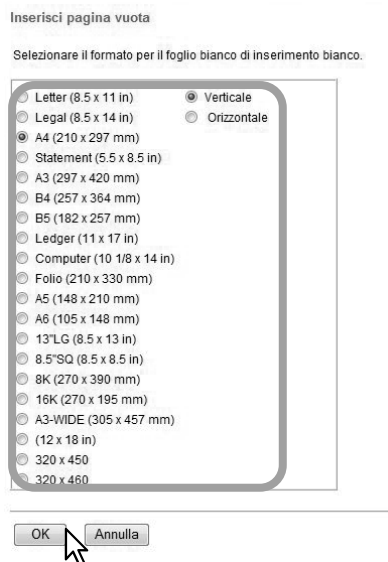 Inserisci pagina vuota
Selezionare il formato per il foglio bianco di inserimento bianco.
Letter (8.5 x 11 in) Verticale
Legal (8.5 x 14 in) Orizzontale
A4 (210 x 297 mm)
Statement (5.5 x 8.5 in)
A3 (297 x 420 mm)
B4 (257 x 364 mm)
B5 (182 x 257 mm)
Ledger (11 x 17 in)
Computer (10 1/8 x 14 in)
Folio (210 x 330 mm)
A5 (148 x 210 mm)
A6 (105 x 148 mm)
13"LG (8.5 x 13 in)
8.5"SQ (8.5 x 8.5 in)
8K (270 x 390 mm)
16K (270 x 195 mm)
A3-WIDE (305 x 457 mm)
(12 x 18 in)
320 x 450
320 x 460
OK Annulla